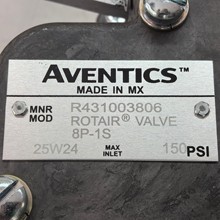 AVENTICS™
MADE IN MX
MNR R431003806
MOD ROTAIR® VALVE
8P-1S
25W24 MAX INLET 150 PSI